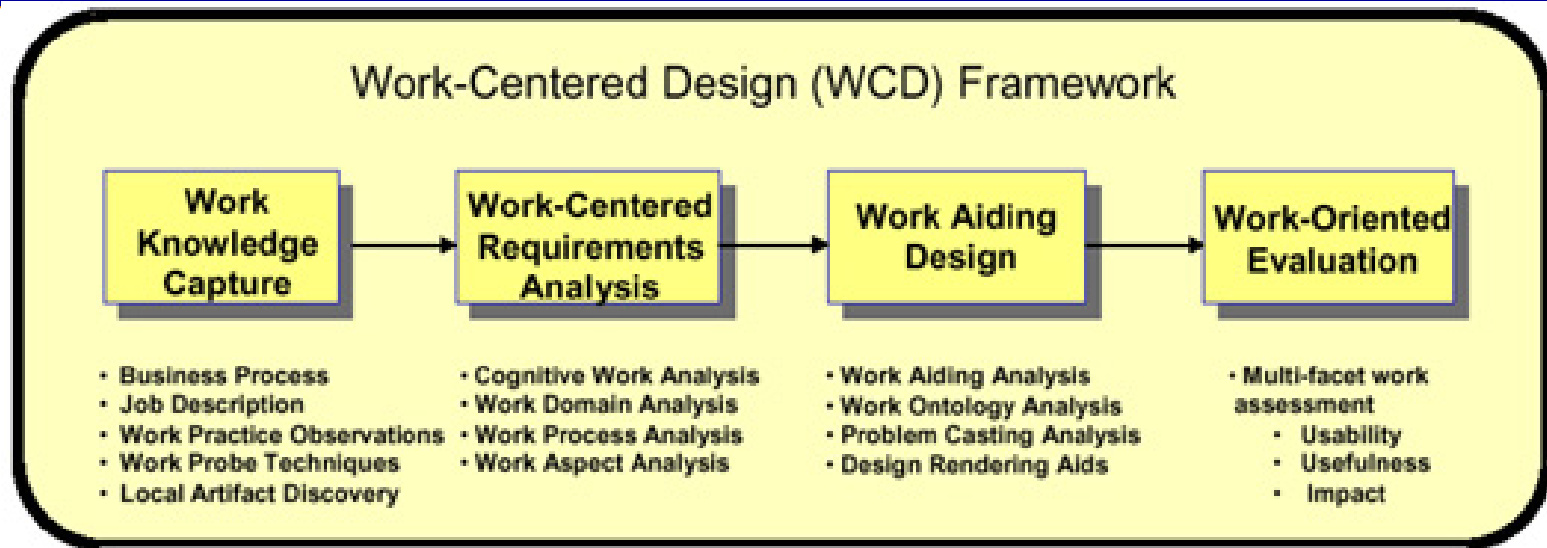 Work-Centered Design (WCD) Framework
Work
Knowledge
Capture
Work-Centered
Requirements
Analysis
Work Aiding
Design
Work-Oriented
Evaluation
• Business Process
• Job Description
• Work Practice Observations
• Work Probe Techniques
• Local Artifact Discovery
• Cognitive Work Analysis
• Work Domain Analysis
• Work Process Analysis
• Work Aspect Analysis
• Work Aiding Analysis
• Work Ontology Analysis
• Problem Casting Analysis
• Design Rendering Aids
• Multi-facet work
assessment
• Usability
• Usefulness
• Impact